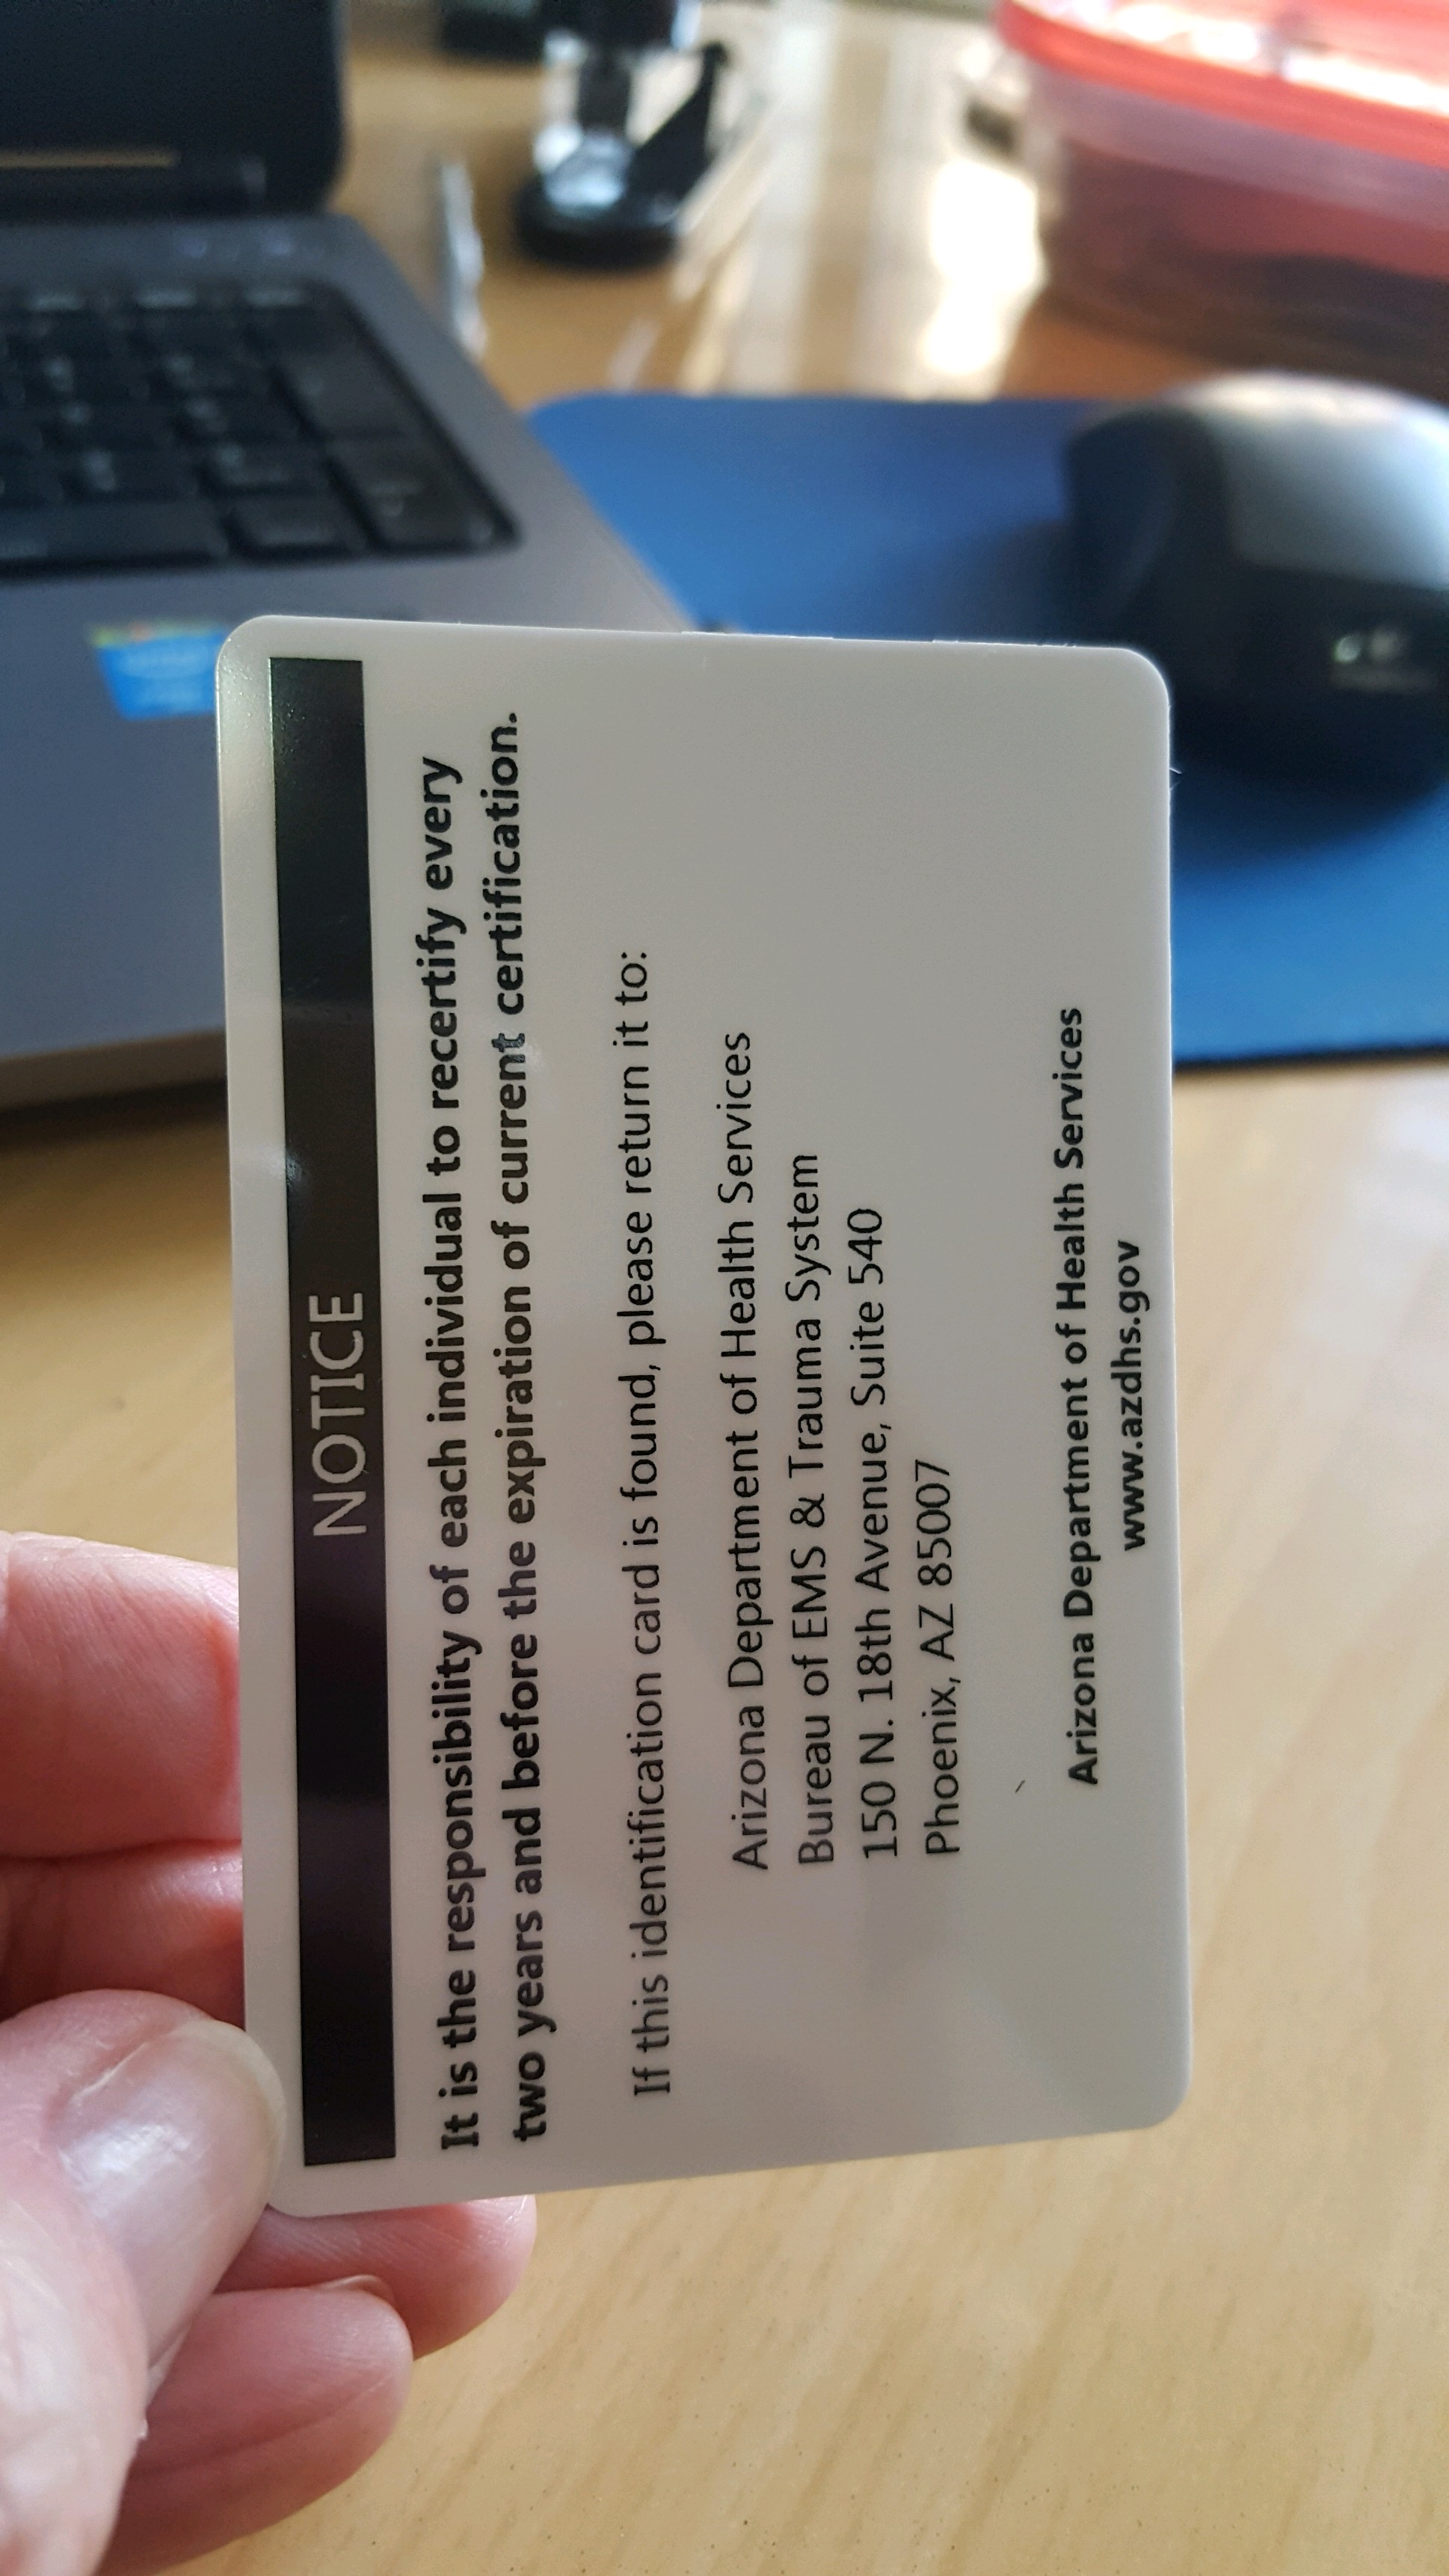 NOTICE
It is the responsibility of each individual to recertify every
two years and before the expiration of current certification.
If this identification card is found, please return it to:
Arizona Department of Health Services
Bureau of EMS & Trauma System
150 N. 18th Avenue, Suite 540
Phoenix, AZ 85007
Arizona Department of Health Services
www.azdhs.gov